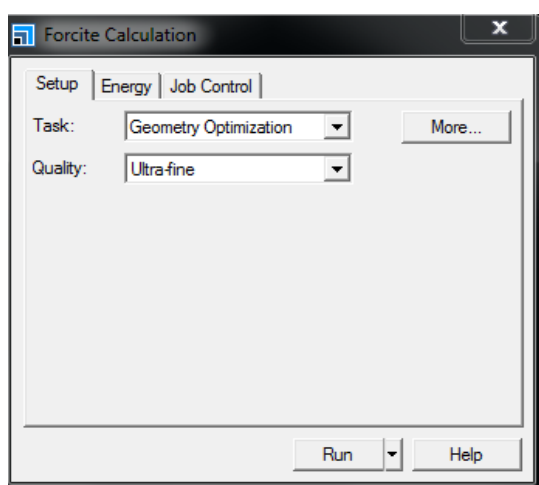 Forcite Calculation
x
Setup Energy Job Control
Task: Geometry Optimization More...
Quality: Ultra-fine
Run Help